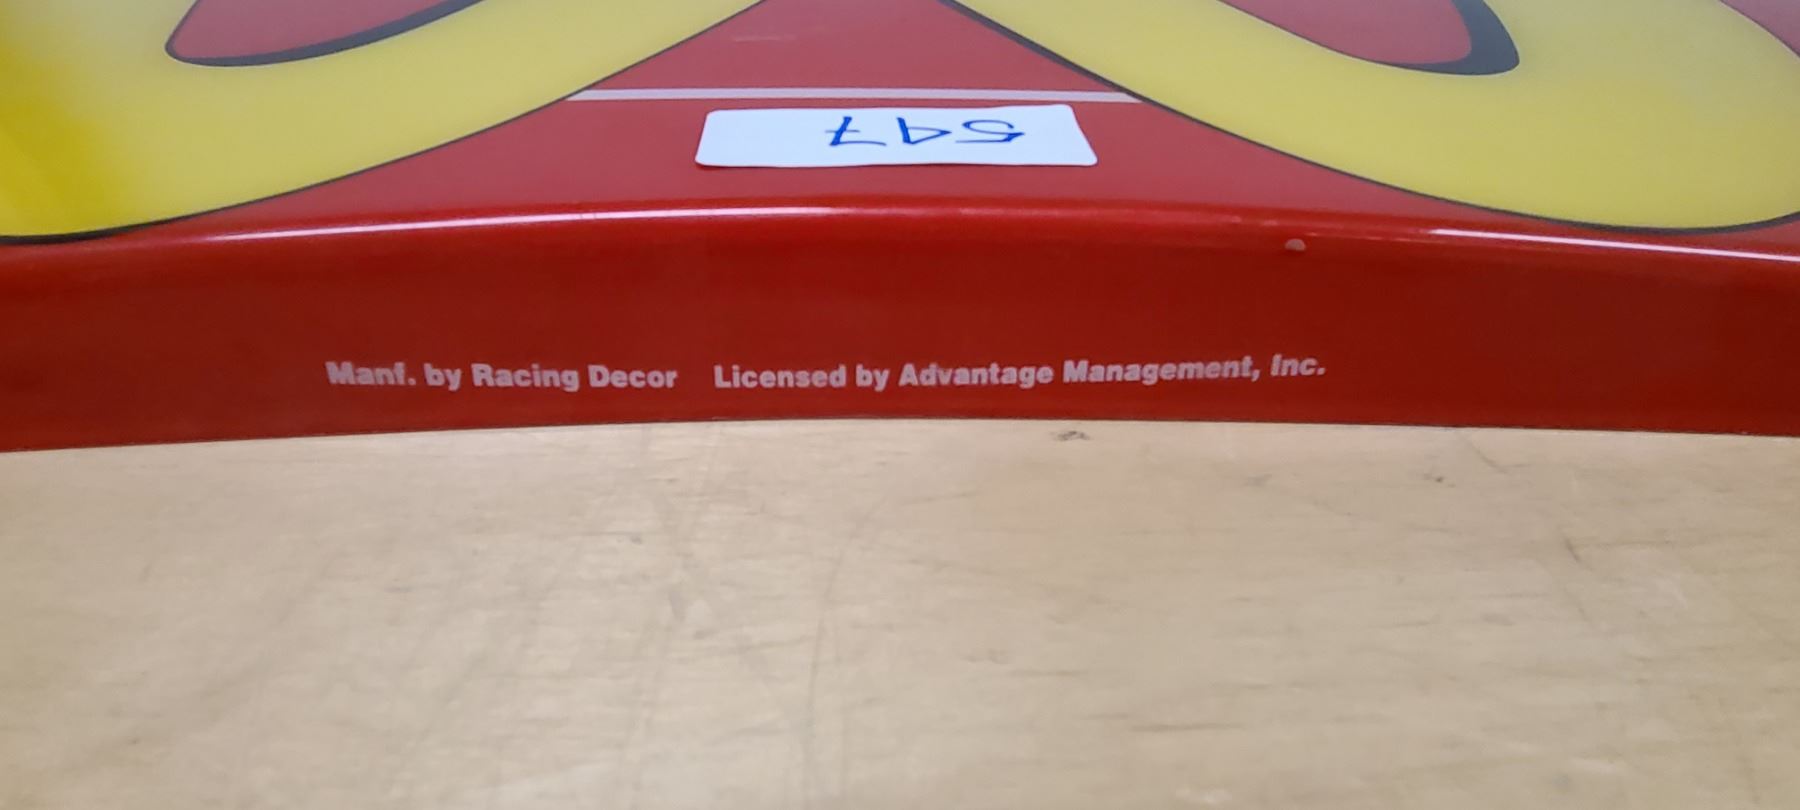 547
Manf. by Racing Decor Licensed by Advantage Management, Inc.